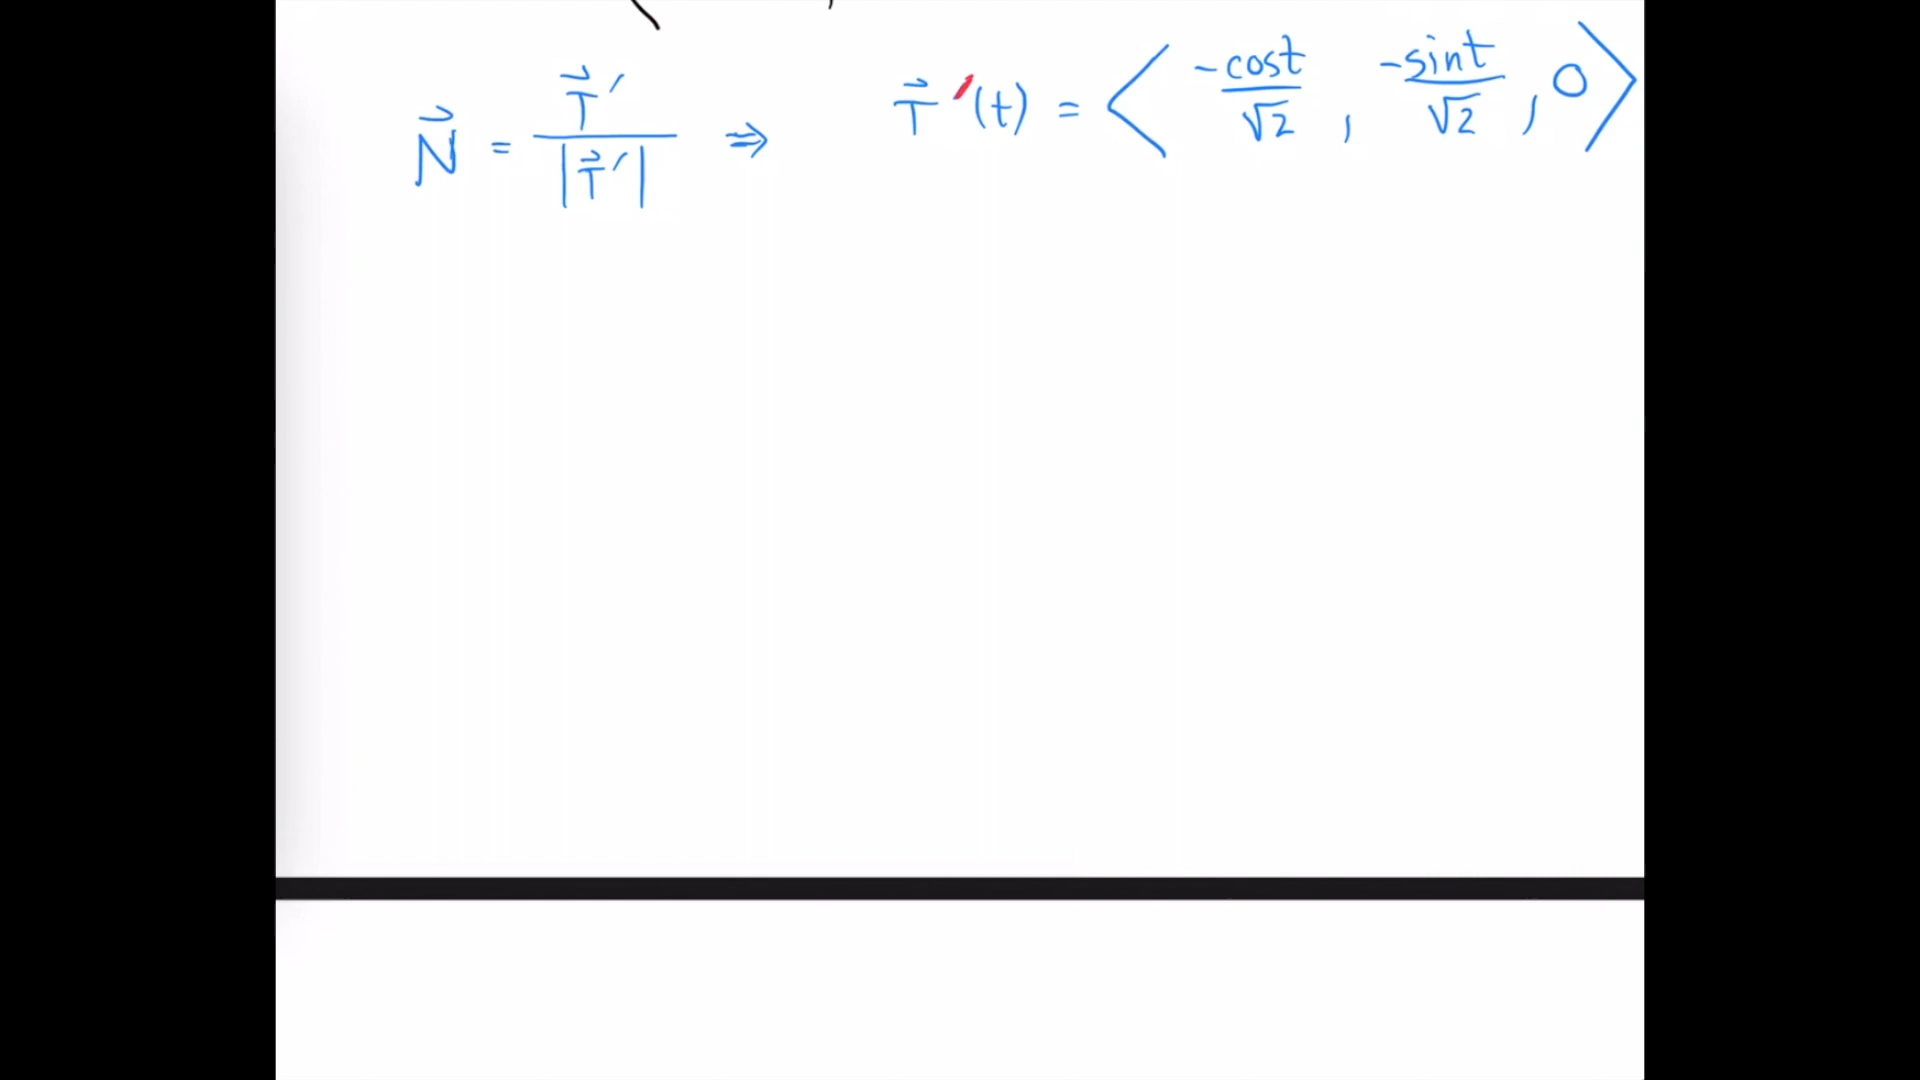 N⃗ = T⃗′ / |T⃗′| ⇒ T⃗′(t) = ⟨ -cost/√2 , -sint/√2 , 0 ⟩